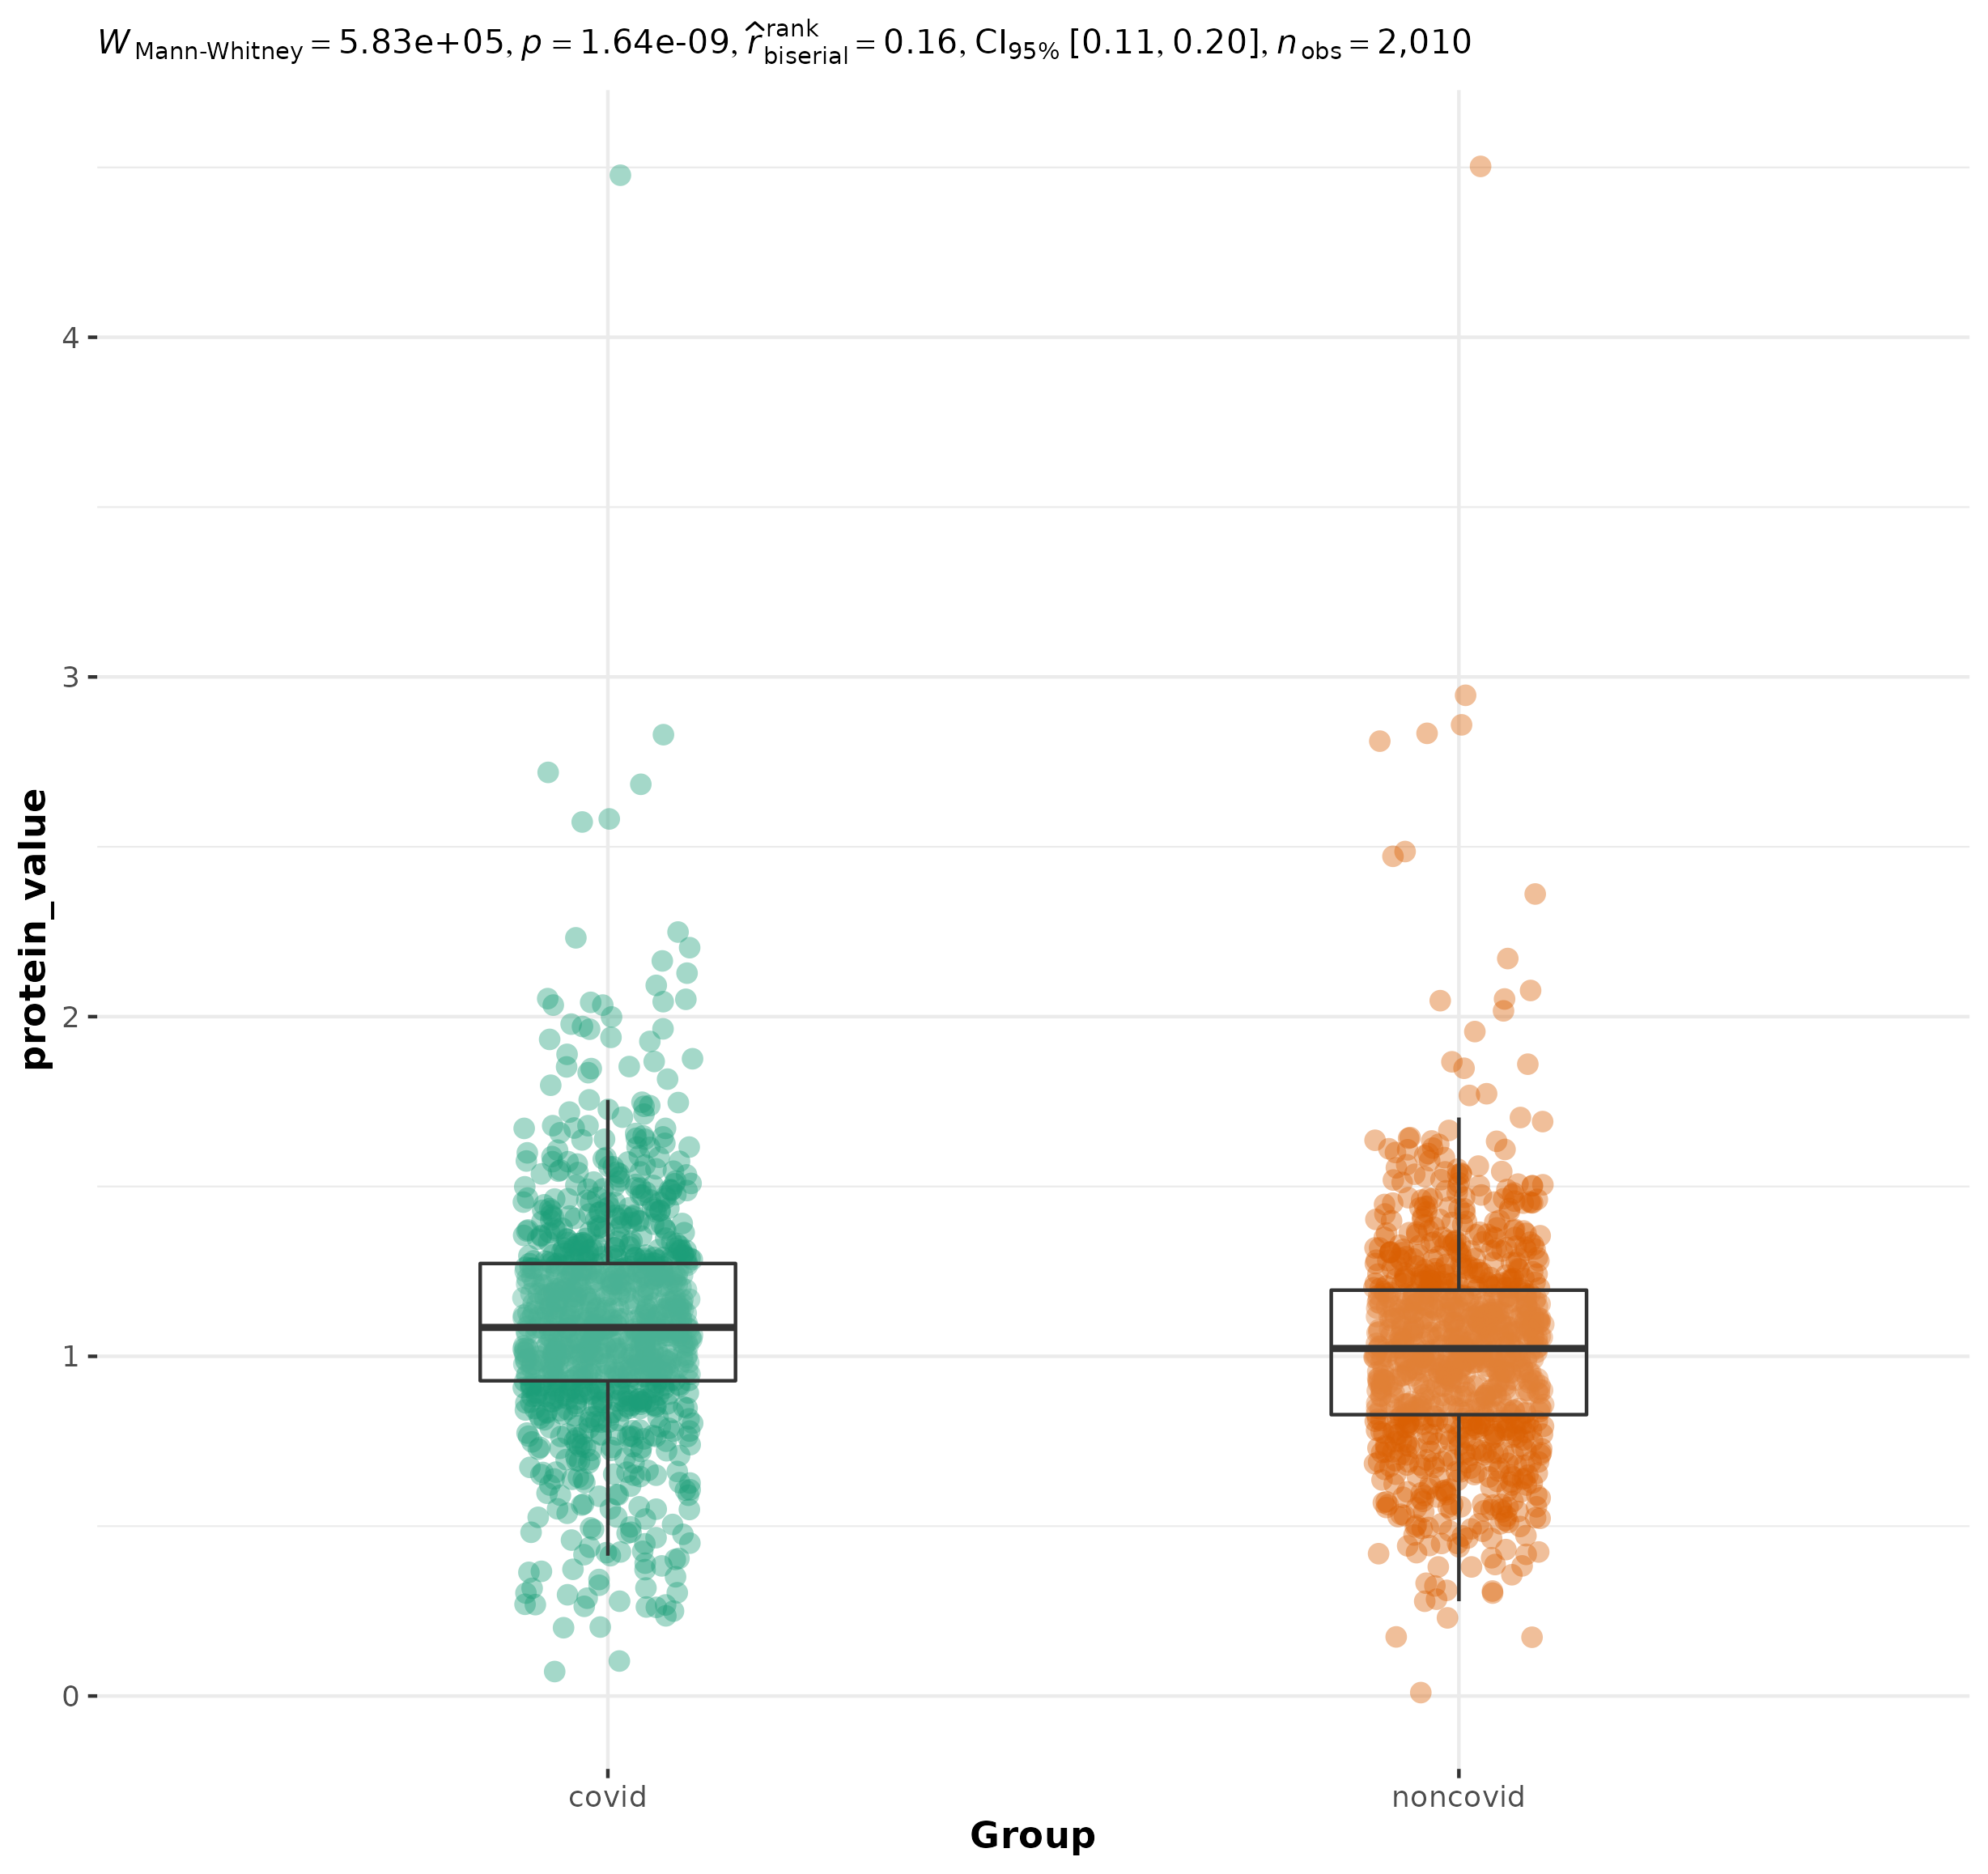 W Mann-Whitney = 5.83e+05, p = 1.64e-09, r̂ rank biserial = 0.16, CI95% [0.11, 0.20], n obs = 2,010
4
3
2
1
0
protein_value
covid noncovid
Group